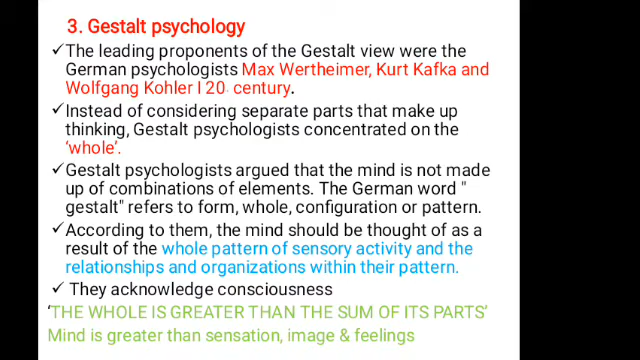 3. Gestalt psychology
✓The leading proponents of the Gestalt view were the
German psychologists Max Wertheimer, Kurt Kafka and
Wolfgang Kohler I 20 century.
✓Instead of considering separate parts that make up
thinking, Gestalt psychologists concentrated on the
‘whole’.
✓Gestalt psychologists argued that the mind is not made
up of combinations of elements. The German word "
gestalt" refers to form, whole, configuration or pattern.
✓According to them, the mind should be thought of as a
result of the whole pattern of sensory activity and the
relationships and organizations within their pattern.
✓ They acknowledge consciousness
‘THE WHOLE IS GREATER THAN THE SUM OF ITS PARTS’
Mind is greater than sensation, image & feelings